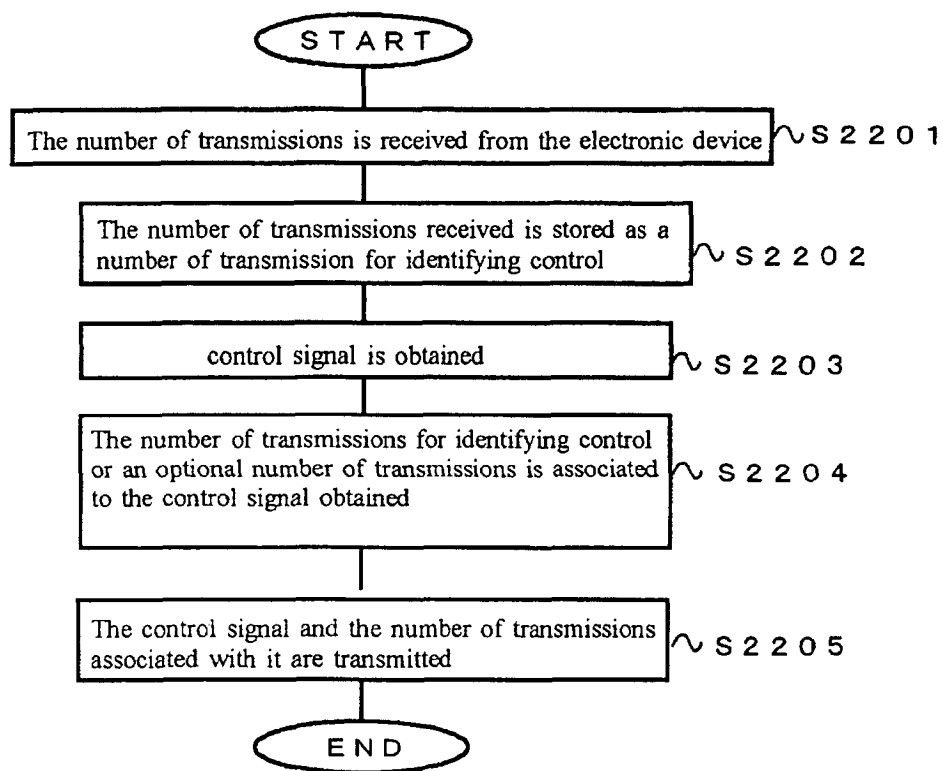 START
The number of transmissions is received from the electronic device
S2201
The number of transmissions received is stored as a
number of transmission for identifying control
S2202
control signal is obtained
S2203
The number of transmissions for identifying control
or an optional number of transmissions is associated
to the control signal obtained
S2204
The control signal and the number of transmissions
associated with it are transmitted
S2205
END